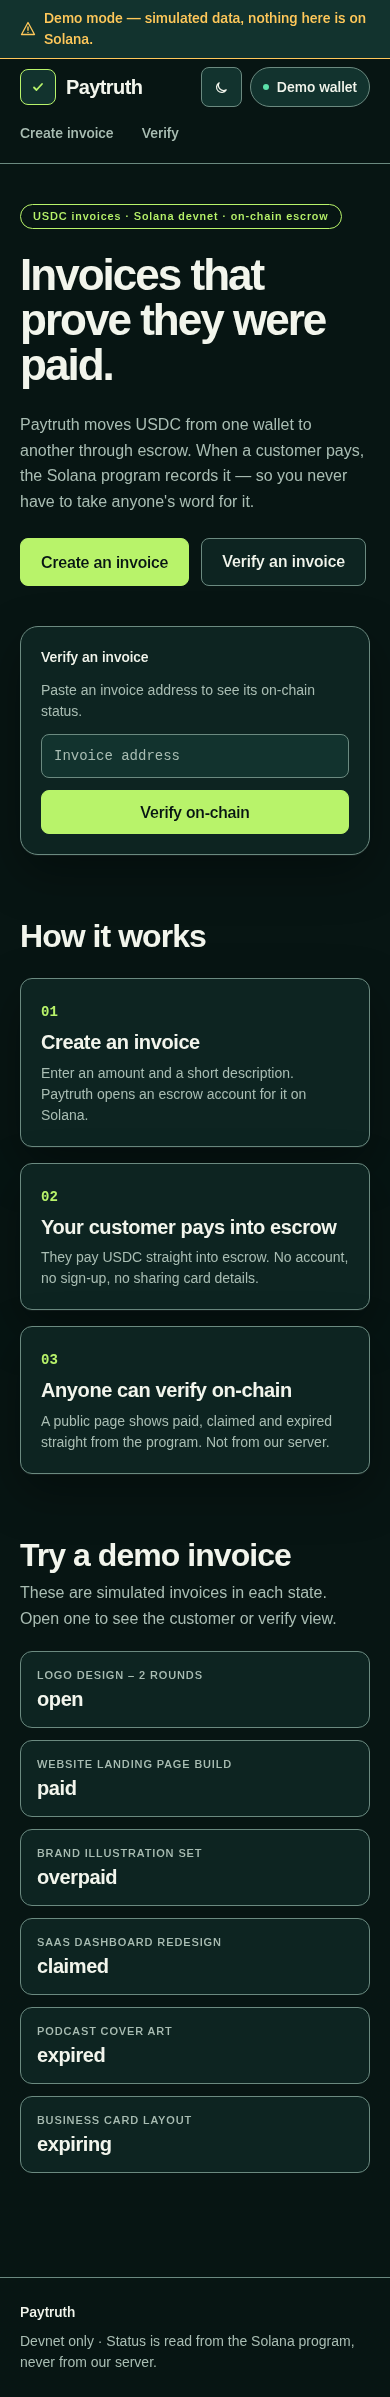 Demo mode — simulated data, nothing here is on
Solana.
Paytruth
Demo wallet
Create invoice
Verify
USDC invoices · Solana devnet · on-chain escrow
Invoices that
prove they were
paid.
Paytruth moves USDC from one wallet to
another through escrow. When a customer pays,
the Solana program records it — so you never
have to take anyone's word for it.
Create an invoice
Verify an invoice
Verify an invoice
Paste an invoice address to see its on-chain
status.
Invoice address
Verify on-chain
How it works
01
Create an invoice
Enter an amount and a short description.
Paytruth opens an escrow account for it on
Solana.
02
Your customer pays into escrow
They pay USDC straight into escrow. No account,
no sign-up, no sharing card details.
03
Anyone can verify on-chain
A public page shows paid, claimed and expired
straight from the program. Not from our server.
Try a demo invoice
These are simulated invoices in each state.
Open one to see the customer or verify view.
LOGO DESIGN – 2 ROUNDS
open
WEBSITE LANDING PAGE BUILD
paid
BRAND ILLUSTRATION SET
overpaid
SAAS DASHBOARD REDESIGN
claimed
PODCAST COVER ART
expired
BUSINESS CARD LAYOUT
expiring
Paytruth
Devnet only · Status is read from the Solana program,
never from our server.